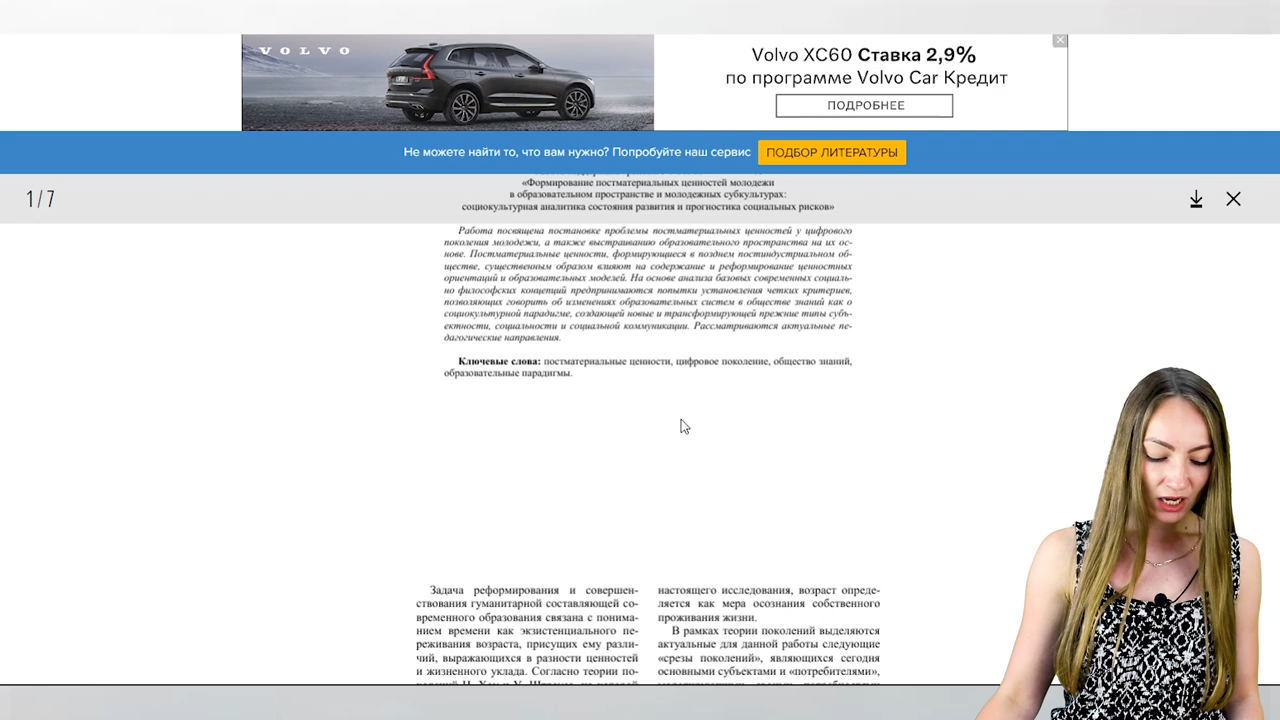 VOLVO
Volvo XC60 Ставка 2,9%
по программе Volvo Car Кредит
ПОДРОБНЕЕ
Не можете найти то, что вам нужно? Попробуйте наш сервис ПОДБОР ЛИТЕРАТУРЫ
1/7
«Формирование постматериальных ценностей молодежи
в образовательном пространстве и молодежных субкультурах:
социокультурная аналитика состояния развития и прогностика социальных рисков»
Работа посвящена постановке проблемы постматериальных ценностей у цифрового
поколения молодежи, а также выстраиванию образовательного пространства на их ос-
нове. Постматериальные ценности, формирующиеся в позднем постиндустриальном об-
ществе, существенным образом влияют на содержание и реформирование ценностных
ориентаций и образовательных моделей. На основе анализа базовых современных социаль-
но философских концепций предпринимаются попытки установления четких критериев,
позволяющих говорить об изменениях образовательных систем в обществе знаний как о
социокультурной парадигме, создающей новые и трансформирующей прежние типы субъ-
ектности, социальности и социальной коммуникации. Рассматриваются актуальные пе-
дагогические направления.
Ключевые слова: постматериальные ценности, цифровое поколение, общество знаний,
образовательные парадигмы.
Задача реформирования и совершен-
ствования гуманитарной составляющей со-
временного образования связана с понима-
нием времени как экзистенциального пе-
реживания возраста, присущих ему разли-
чий, выражающихся в разности ценностей
и жизненного уклада. Согласно теории по-
настоящего исследования, возраст опреде-
ляется как мера осознания собственного
проживания жизни.
В рамках теории поколений выделяются
актуальные для данной работы следующие
«срезы поколений», являющихся сегодня
основными субъектами и «потребителями»,